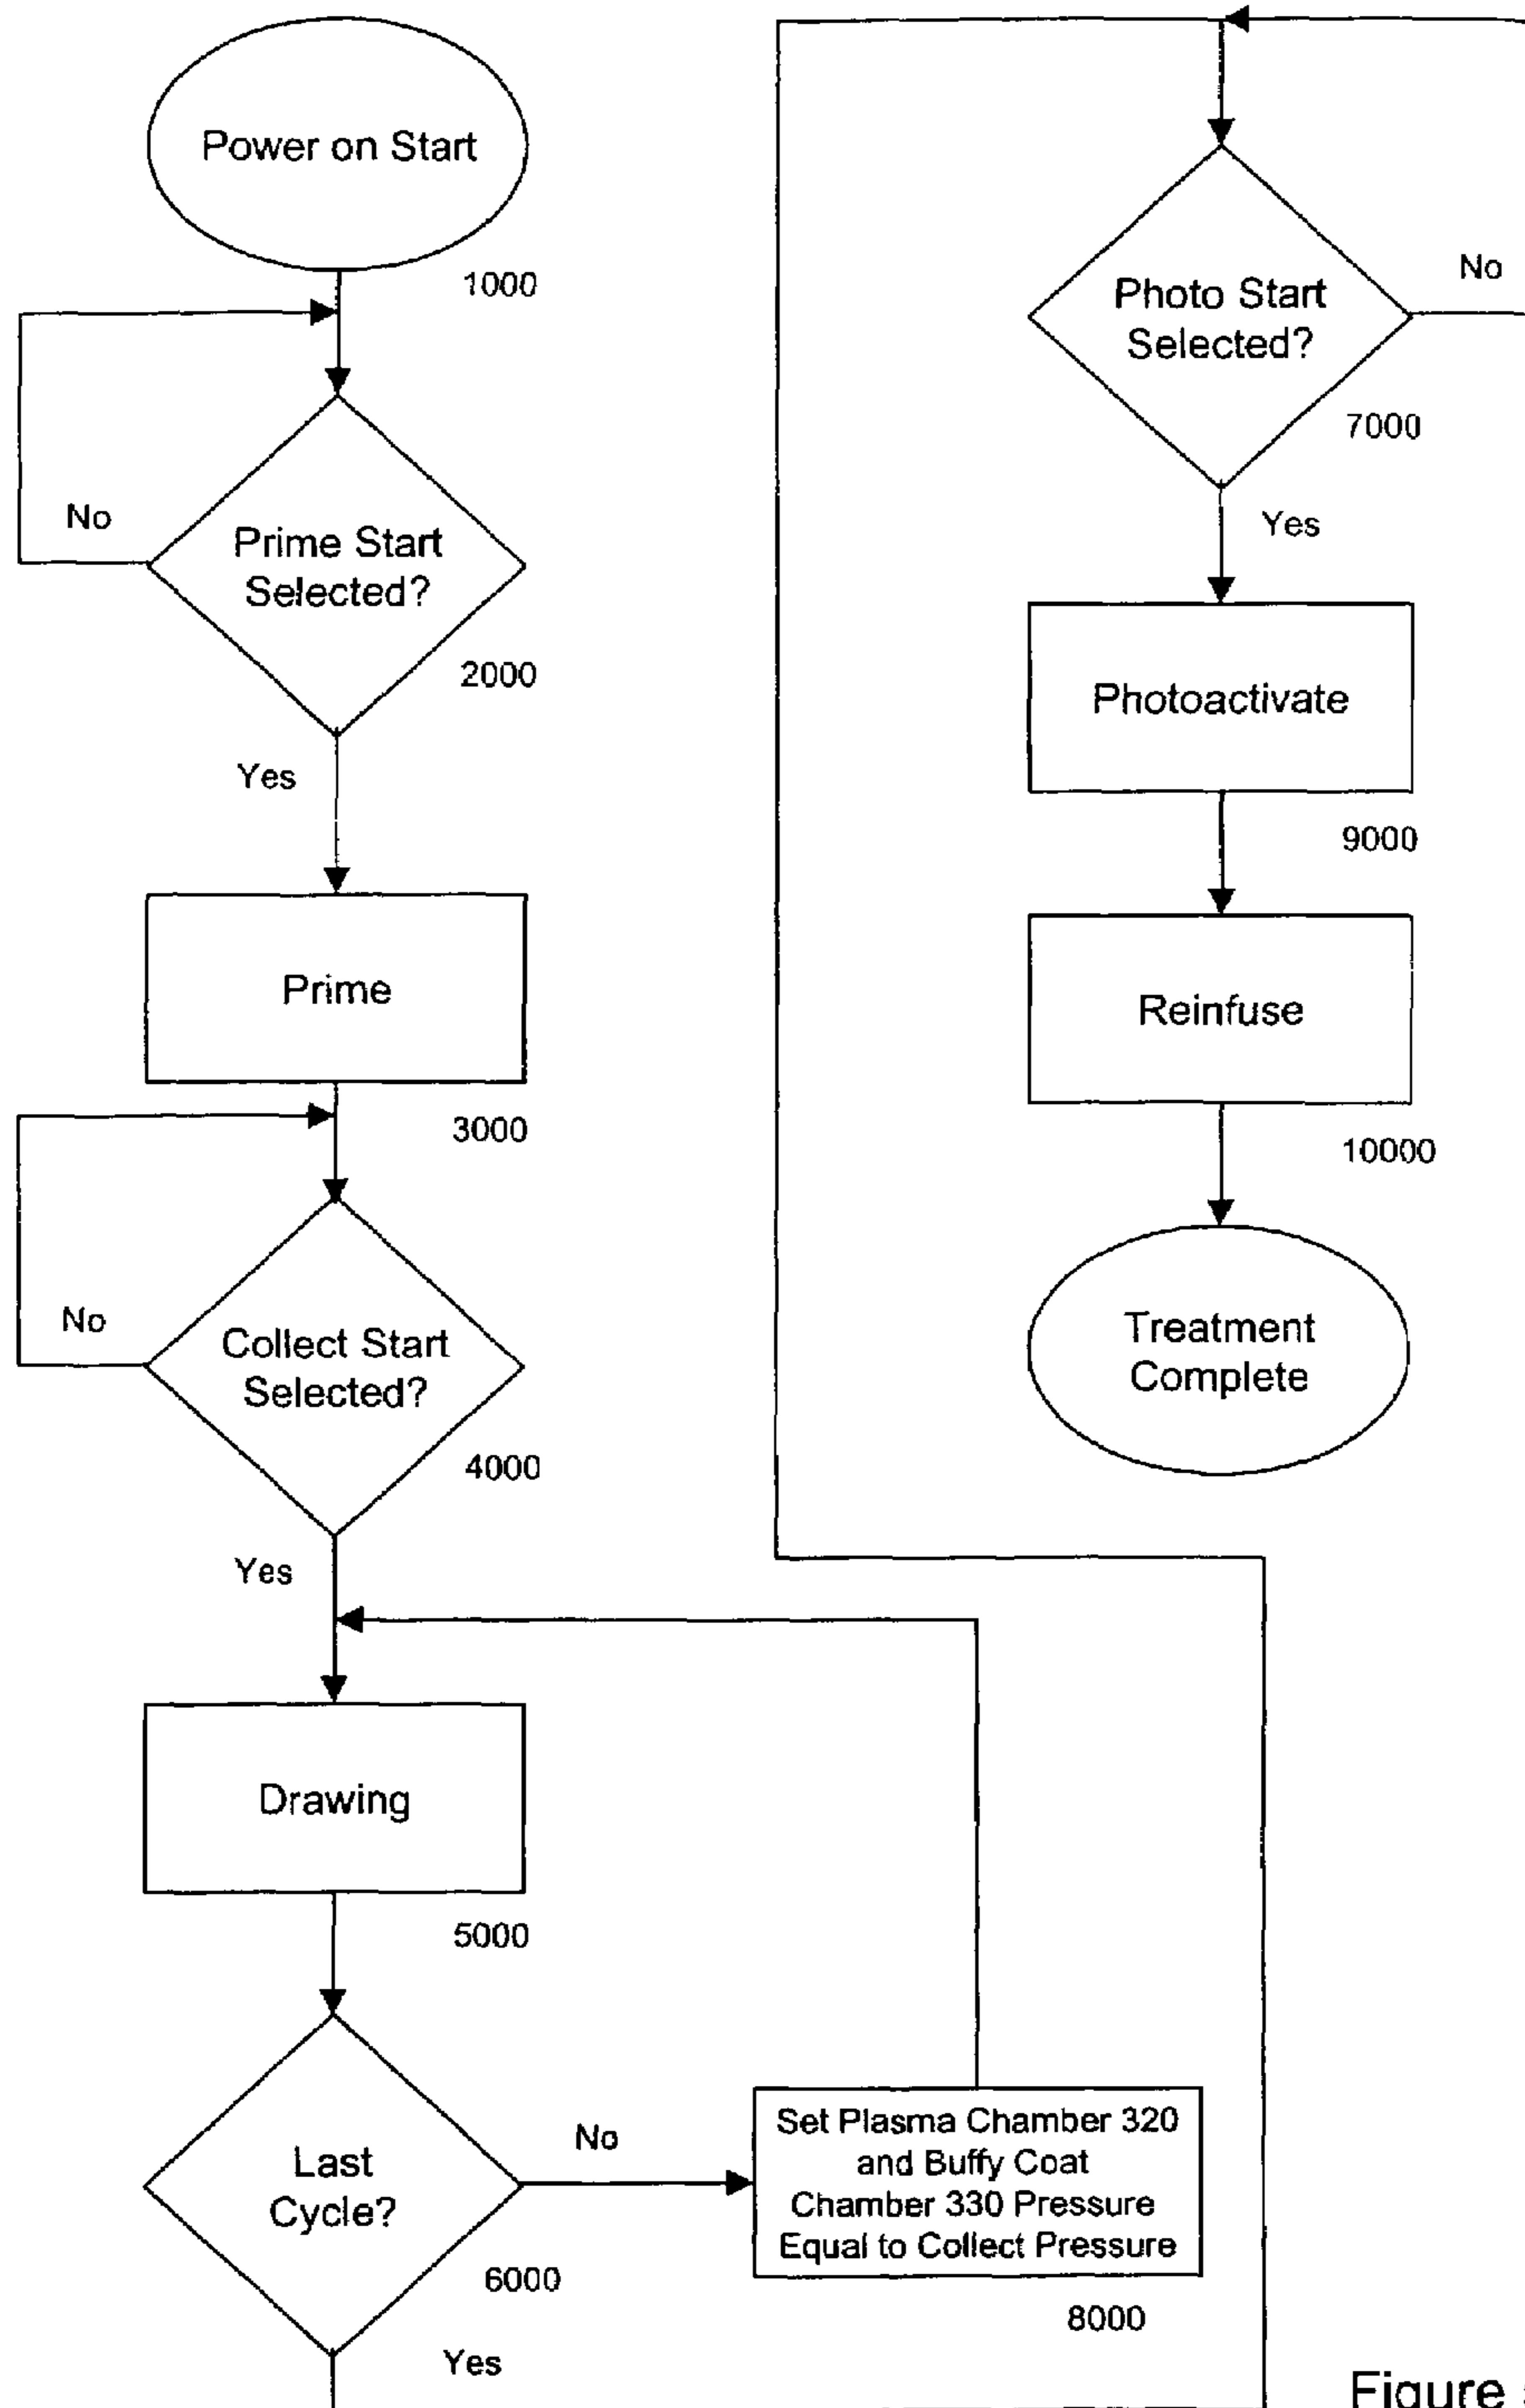 Power on Start
1000
No
Prime Start
Selected?
2000
Yes
Prime
3000
No
Collect Start
Selected?
4000
Yes
Drawing
5000
Last
Cycle?
6000
No
Set Plasma Chamber 320
and Buffy Coat
Chamber 330 Pressure
Equal to Collect Pressure
8000
Yes
Photo Start
Selected?
No
7000
Yes
Photoactivate
9000
Reinfuse
10000
Treatment
Complete
Figure